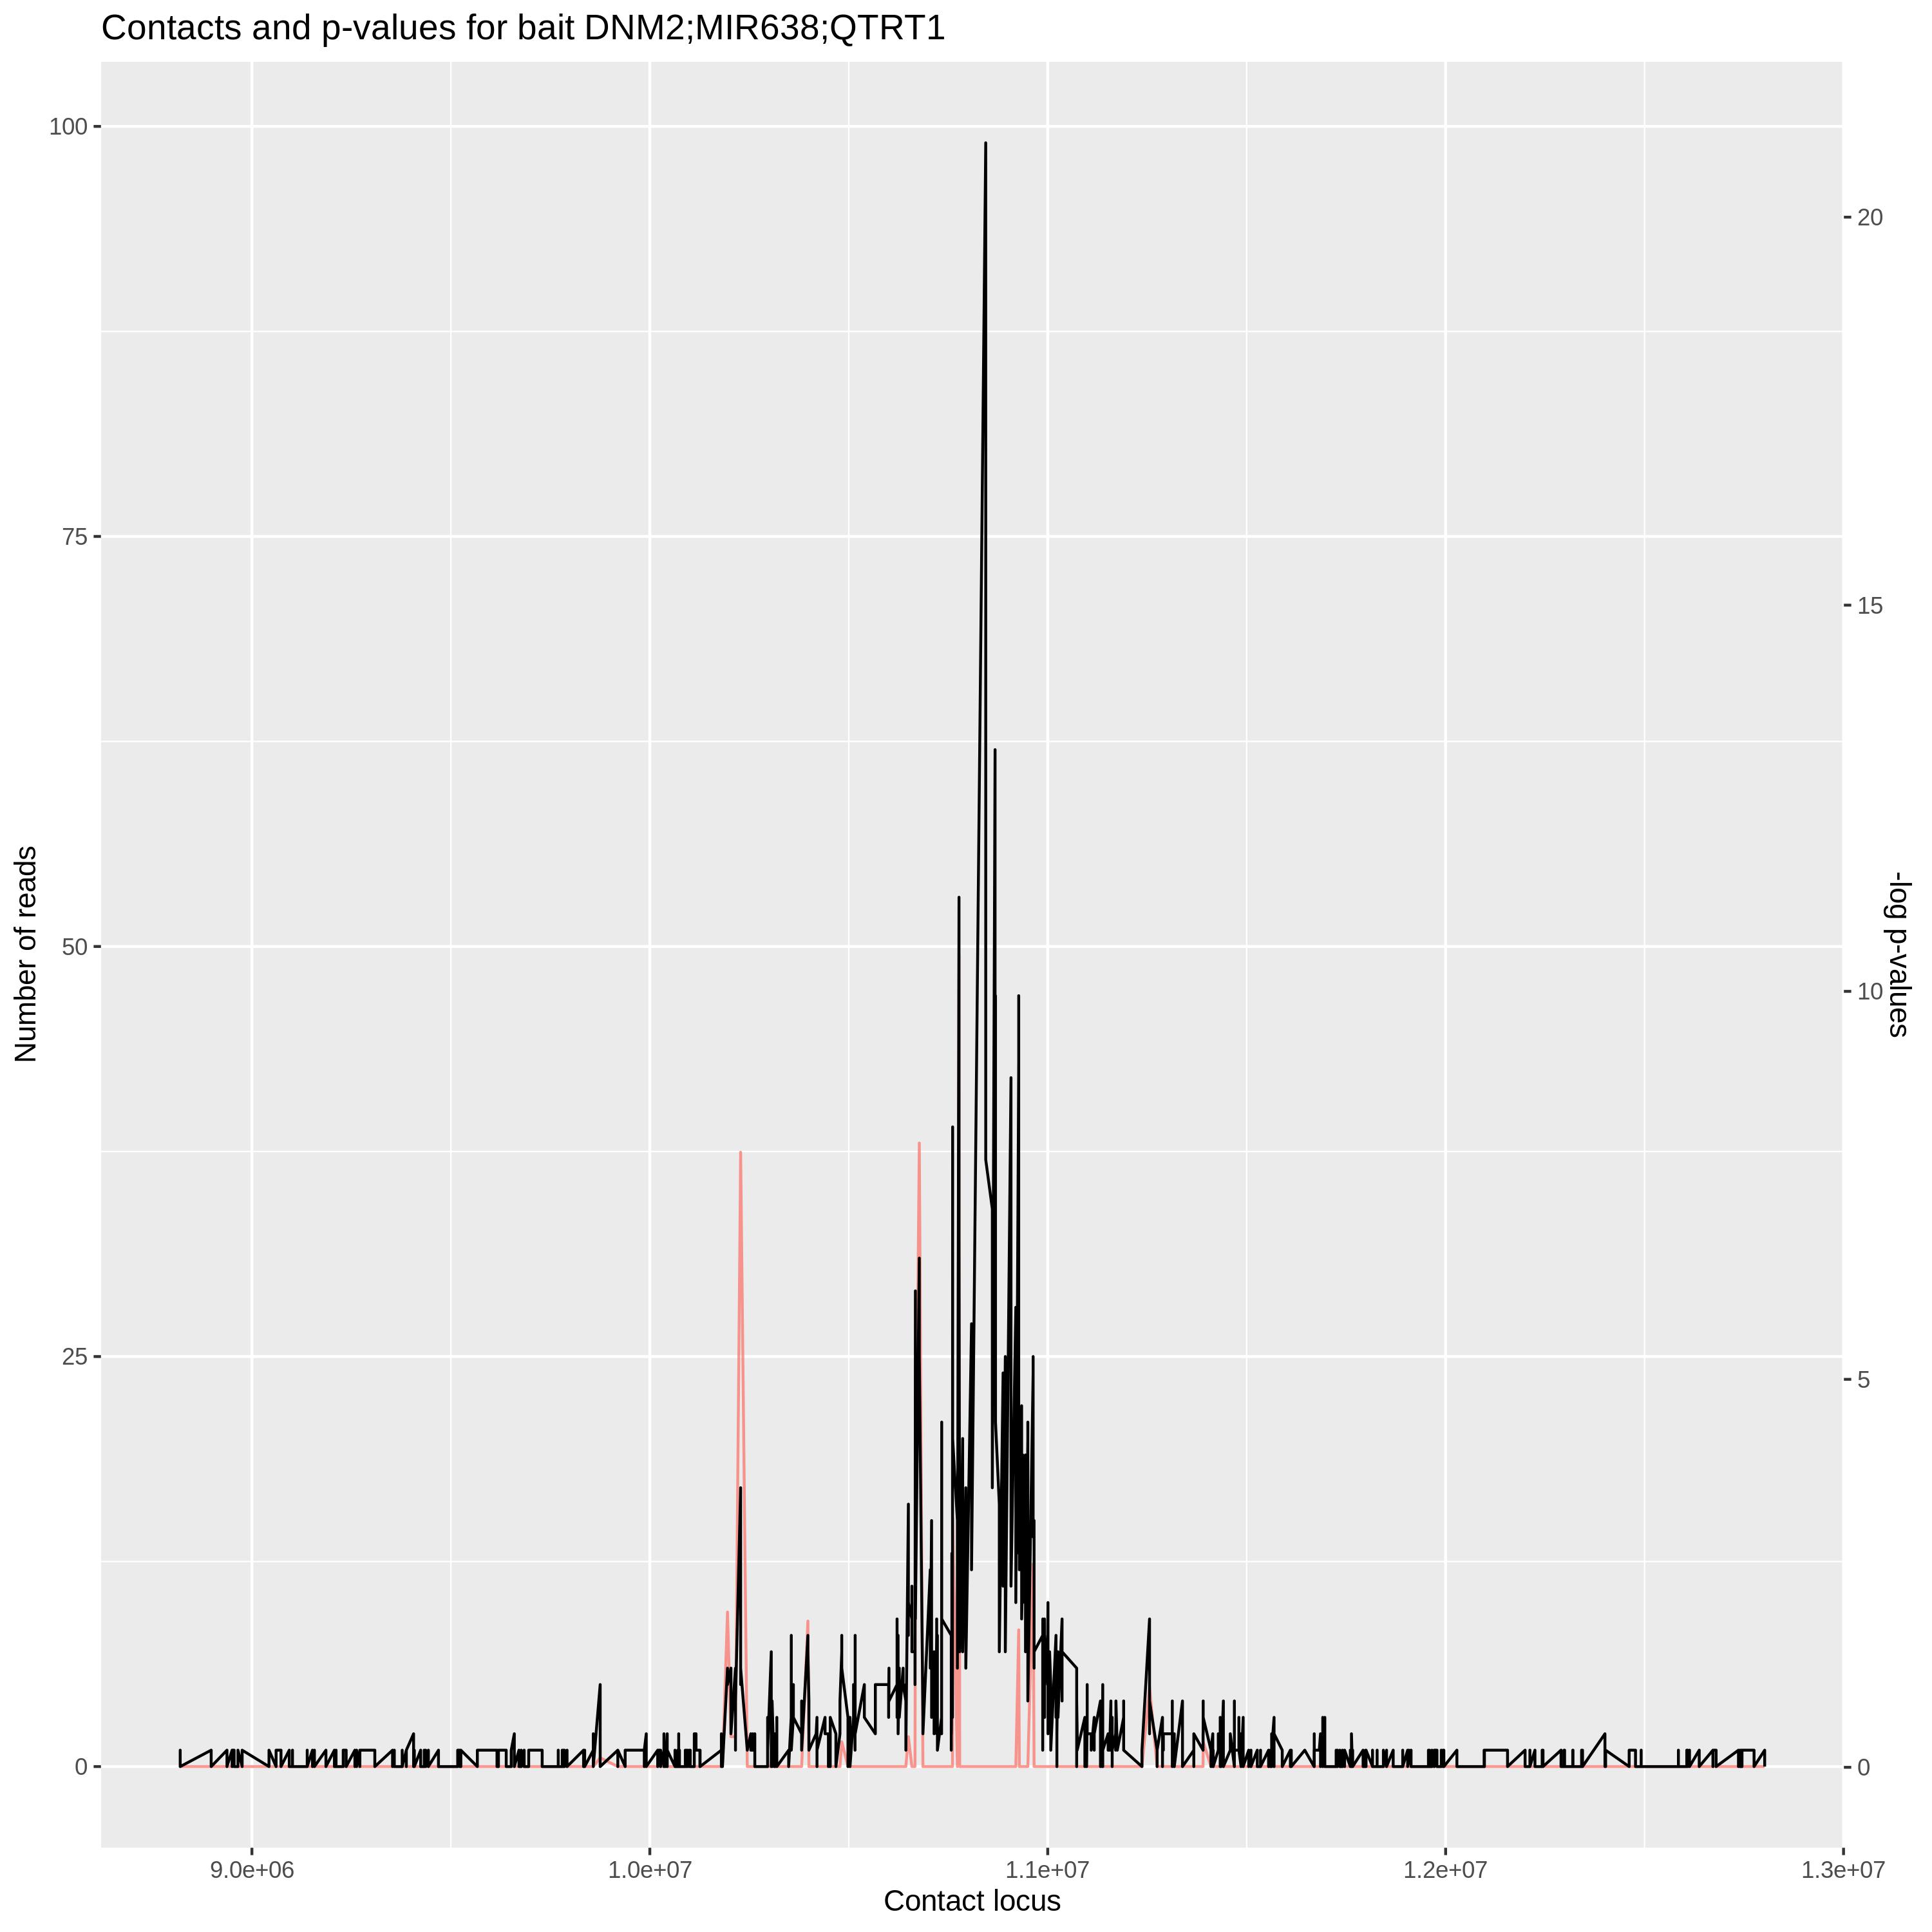 Contacts and p-values for bait DNM2;MIR638;QTRT1
Number of reads
100
75
50
25
0
20
15
10
5
0
-log p-values
9.0e+06
1.0e+07
1.1e+07
1.2e+07
1.3e+07
Contact locus